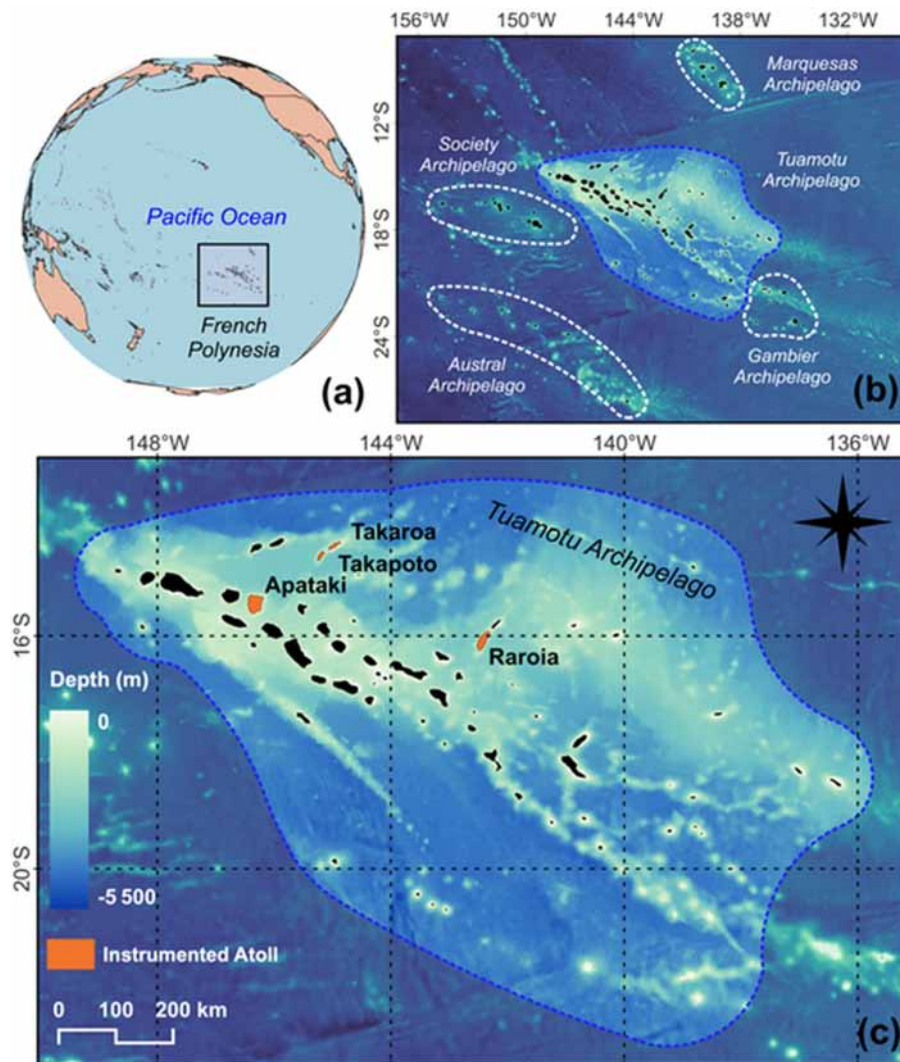 Pacific Ocean
French
Polynesia
(a)
156°W 150°W 144°W 138°W 132°W
12°S
18°S
24°S
Marquesas
Archipelago
Society
Archipelago
Tuamotu
Archipelago
Austral
Archipelago
Gambier
Archipelago
(b)
148°W 144°W 140°W 136°W
16°S
20°S
Tuamotu Archipelago
Takaroa
Takapoto
Apataki
Raroia
Depth (m)
0
-5 500
Instrumented Atoll
0 100 200 km
(c)